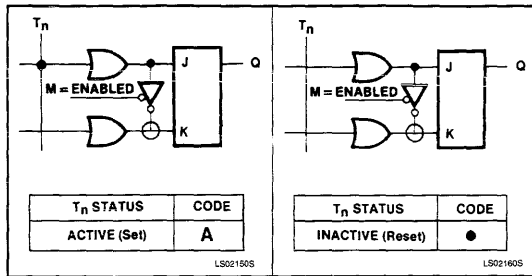 Tn
J
Q
M = ENABLED
K
Tn STATUS CODE
ACTIVE (Set) A
LS02150S
Tn
J
Q
M = ENABLED
K
Tn STATUS CODE
INACTIVE (Reset) ●
LS02160S